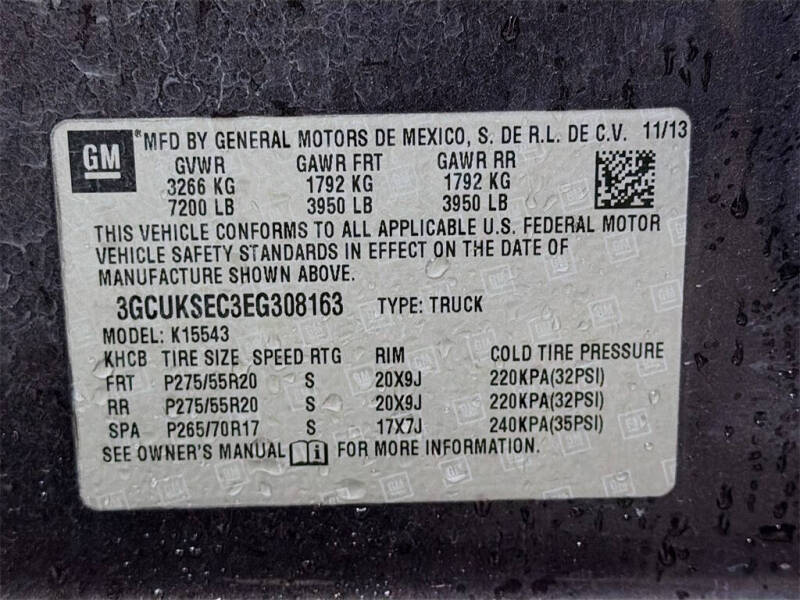 GM ® MFD BY GENERAL MOTORS DE MEXICO, S. DE R.L. DE C.V. 11/13
GVWR GAWR FRT GAWR RR
3266 KG 1792 KG 1792 KG
7200 LB 3950 LB 3950 LB
THIS VEHICLE CONFORMS TO ALL APPLICABLE U.S. FEDERAL MOTOR
VEHICLE SAFETY STANDARDS IN EFFECT ON THE DATE OF
MANUFACTURE SHOWN ABOVE.
3GCUKSEC3EG308163 TYPE: TRUCK
MODEL: K15543
KHCB TIRE SIZE SPEED RTG RIM COLD TIRE PRESSURE
FRT P275/55R20 S 20X9J 220KPA(32PSI)
RR P275/55R20 S 20X9J 220KPA(32PSI)
SPA P265/70R17 S 17X7J 240KPA(35PSI)
SEE OWNER'S MANUAL i FOR MORE INFORMATION.